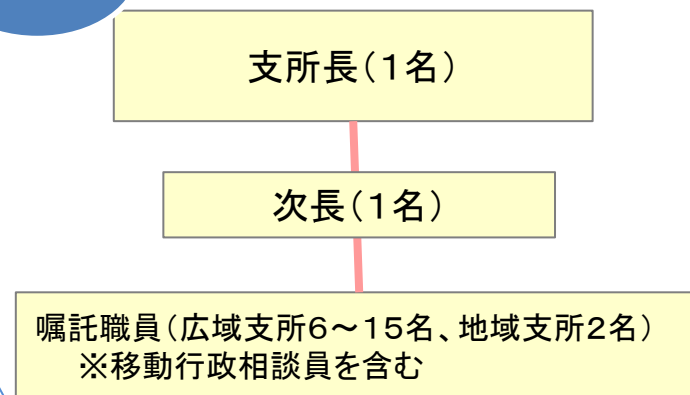 支所長（１名）
次長（１名）
嘱託職員（広域支所６～１５名、地域支所２名）
※移動行政相談員を含む